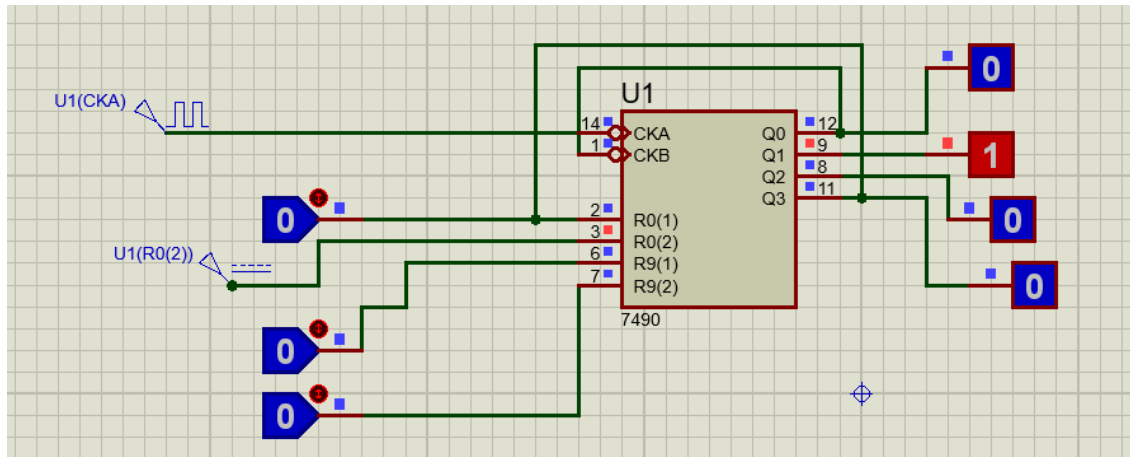 U1(CKA)
U1
14
CKA
Q0
12
1
CKB
Q1
9
Q2
8
Q3
11
0
1
0
0
0
2
R0(1)
3
R0(2)
U1(R0(2))
6
R9(1)
7
R9(2)
7490
0
0